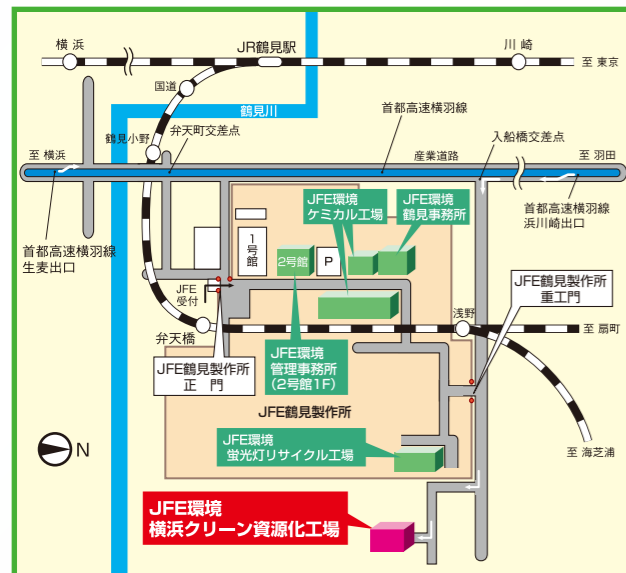 JR鶴見駅
横 浜
川 崎
至 東京
国道
鶴見川
首都高速横羽線
鶴見小野
弁天町交差点
入船橋交差点
至 横浜
産業道路
至 羽田
首都高速横羽線
生麦出口
首都高速横羽線
浜川崎出口
JFE環境
ケミカル工場
JFE環境
鶴見事務所
1号館
2号館
P
JFE
受付
JFE鶴見製作所
重工門
浅野
弁天橋
至 扇町
JFE鶴見製作所
正 門
JFE環境
管理事務所
(2号館1F)
JFE鶴見製作所
N
JFE環境
蛍光灯リサイクル工場
至 海芝浦
JFE環境
横浜クリーン資源化工場